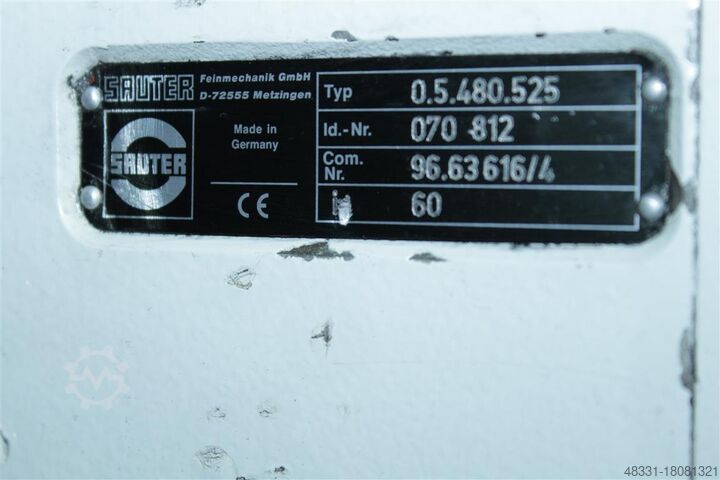 SAUTER Feinmechanik GmbH
D-72555 Metzingen
SAUTER
Made in
Germany
CE
Typ 0.5.480.525
Id.-Nr. 070 812
Com.
Nr. 96.63616/4
60
48331-18081321